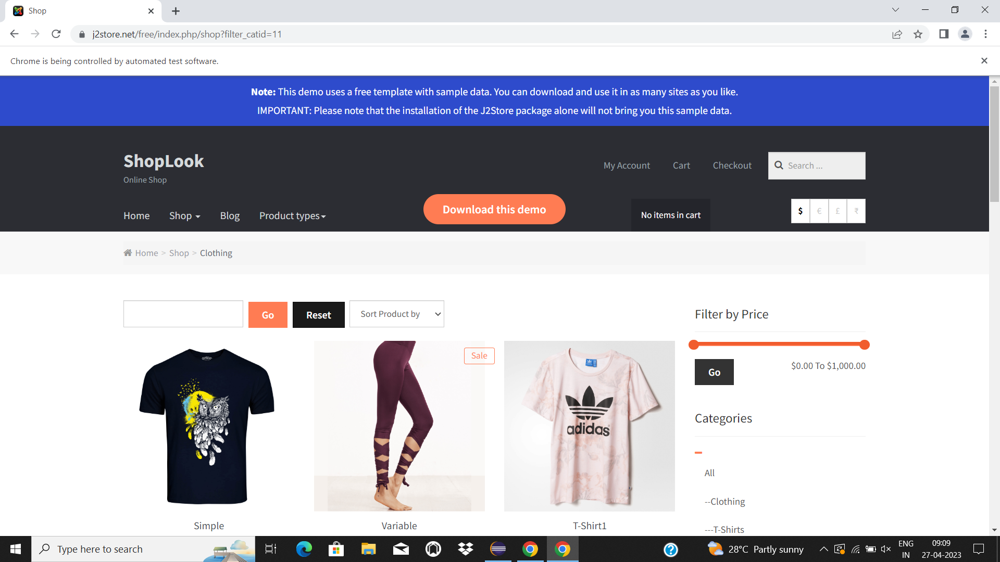 Shop
j2store.net/free/index.php/shop?filter_catid=11
Chrome is being controlled by automated test software.
Note: This demo uses a free template with sample data. You can download and use it in as many sites as you like.
IMPORTANT: Please note that the installation of the J2Store package alone will not bring you this sample data.
ShopLook
Online Shop
My Account Cart Checkout Search ...
Home Shop Blog Product types
Download this demo
No items in cart
$ € £ ₹
Home > Shop > Clothing
Go Reset Sort Product by
Filter by Price
Sale
Go $0.00 To $1,000.00
adidas
Categories
All
--Clothing
---T-Shirts
Simple Variable T-Shirt1
Type here to search
28°C Partly sunny
ENG
IN
09:09
27-04-2023